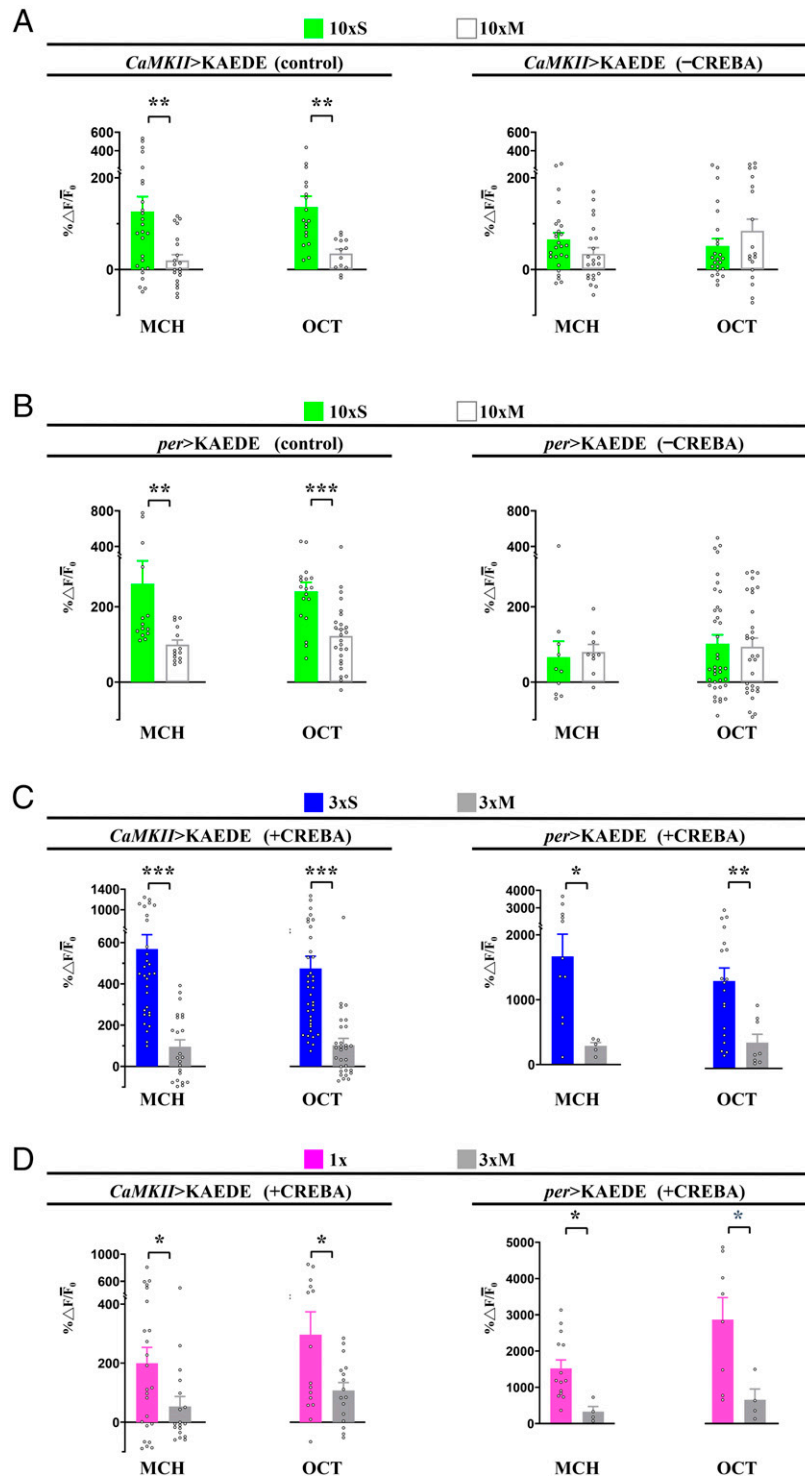 A
10xS 10xM
CaMKII>KAEDE (control) CaMKII>KAEDE (−CREBA)
** **
600 600
400 400
200 200
0 0
%△F/F̅₀ %△F/F̅₀
MCH OCT MCH OCT
B
10xS 10xM
per>KAEDE (control) per>KAEDE (−CREBA)
** ***
800 800
400 400
200 200
0 0
%△F/F̅₀ %△F/F̅₀
MCH OCT MCH OCT
C
3xS 3xM
CaMKII>KAEDE (+CREBA) per>KAEDE (+CREBA)
*** *** * **
1400 4000
1000 3000
600 2000
400 1000
200 0
0
%△F/F̅₀ %△F/F̅₀
MCH OCT MCH OCT
D
1x 3xM
CaMKII>KAEDE (+CREBA) per>KAEDE (+CREBA)
* * * *
1000 5000
600 4000
400 3000
200 2000
0 1000
0
%△F/F̅₀ %△F/F̅₀
MCH OCT MCH OCT